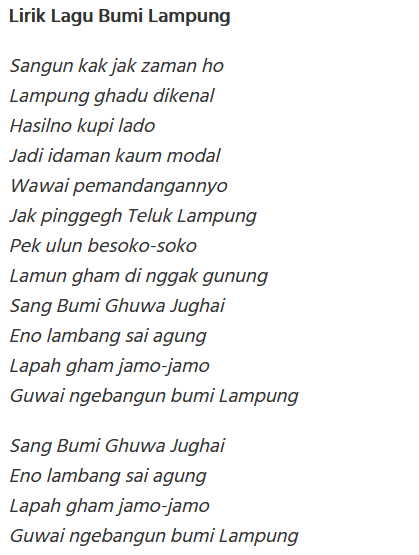 Lirik Lagu Bumi Lampung
Sangun kak jak zaman ho
Lampung ghadu dikenal
Hasilno kupi lado
Jadi idaman kaum modal
Wawai pemandangannyo
Jak pinggegh Teluk Lampung
Pek ulun besoko-soko
Lamun gham di nggak gunung
Sang Bumi Ghuwa Jughai
Eno lambang sai agung
Lapah gham jamo-jamo
Guwai ngebangun bumi Lampung
Sang Bumi Ghuwa Jughai
Eno lambang sai agung
Lapah gham jamo-jamo
Guwai ngebangun bumi Lampung